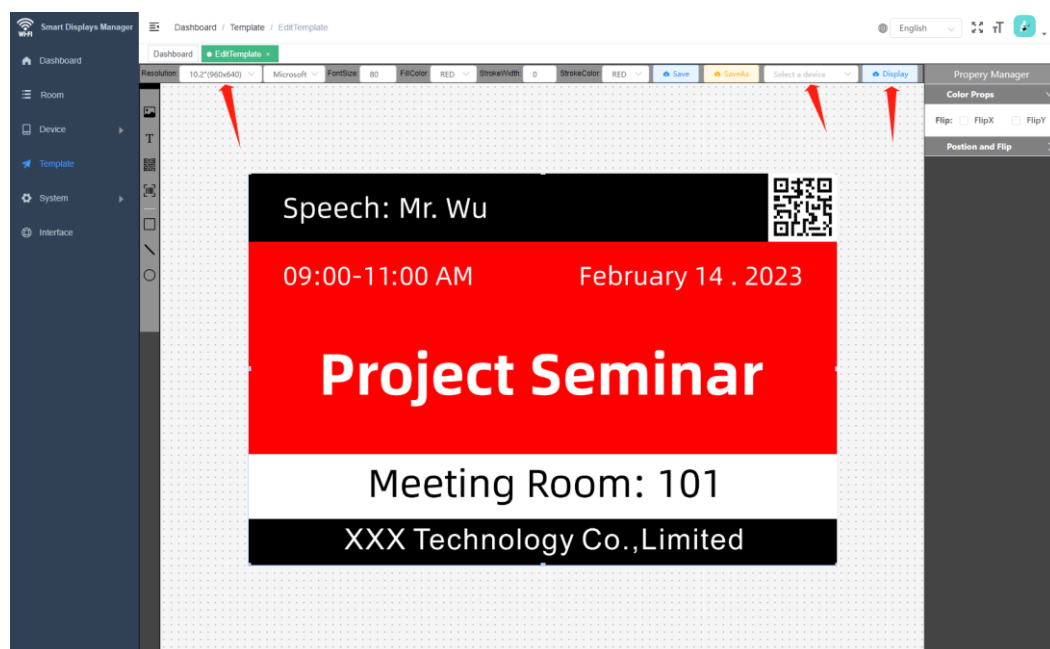 WI-FI Smart Displays Manager
Dashboard / Template / EditTemplate
English
Dashboard • EditTemplate ×
Resolution: 10.2"(960x640) Microsoft FontSize: 80 FillColor: RED StrokeWidth: 0 StrokeColor: RED Save SaveAs Select a device Display Propery Manager
Dashboard
Room
Device
Template
System
Interface
T
Color Props
Flip: FlipX FlipY
Postion and Flip
Speech: Mr. Wu
09:00-11:00 AM February 14 . 2023
Project Seminar
Meeting Room: 101
XXX Technology Co.,Limited